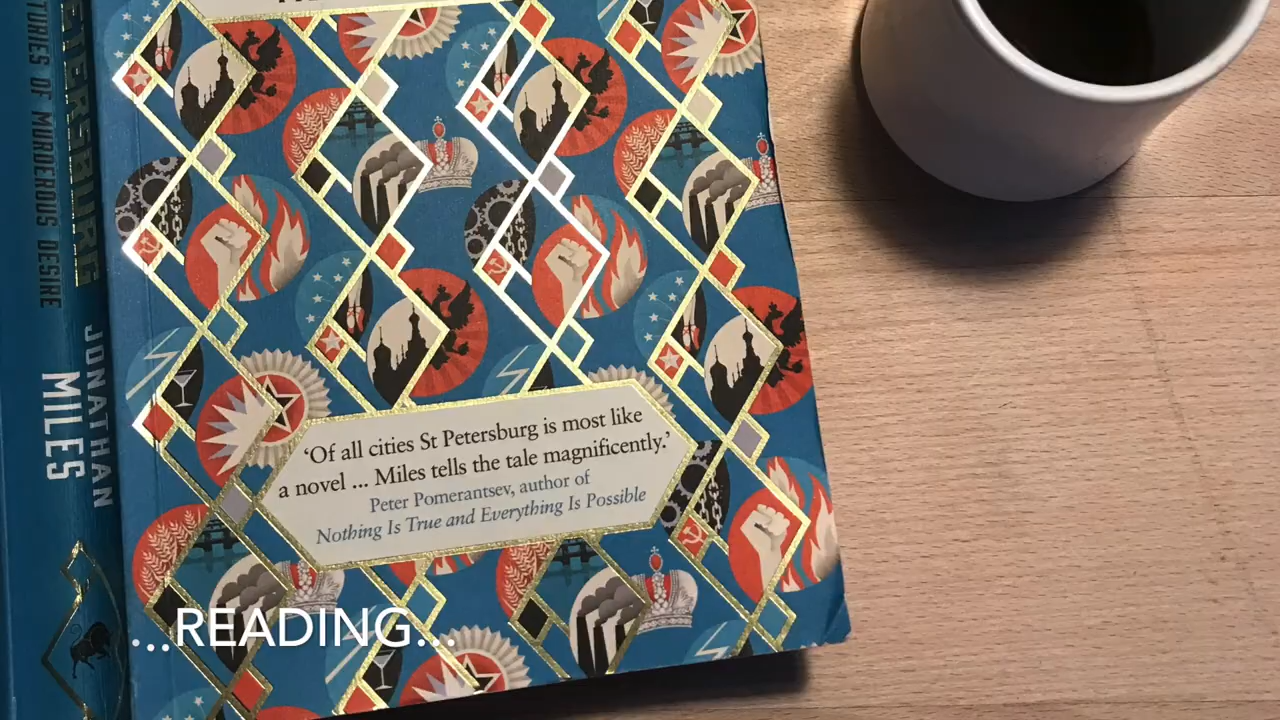 PETERSBURG
TURIES OF MURDEROUS DESIRE
JONATHAN
MILES
'Of all cities St Petersburg is most like
a novel ... Miles tells the tale magnificently.'
Peter Pomerantsev, author of
Nothing Is True and Everything Is Possible
...READING...